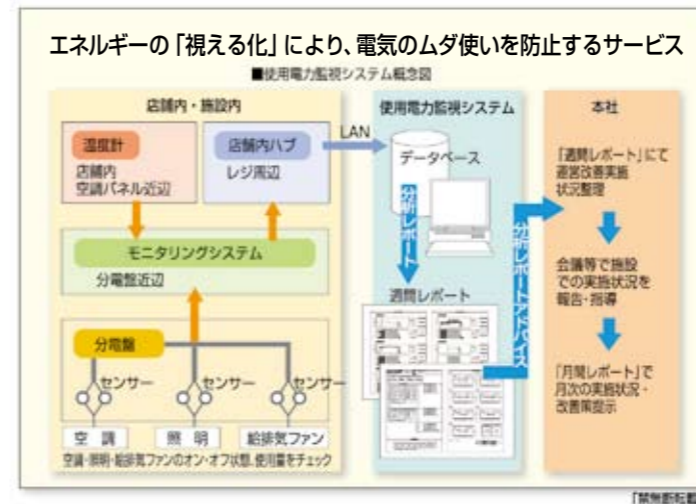 エネルギーの「視える化」により、電気のムダ使いを防止するサービス
■使用電力監視システム概念図
店舗内・施設内
温度計
店舗内
空調パネル近辺
店舗内ハブ
レジ周辺
モニタリングシステム
分電盤近辺
分電盤
センサー
センサー
センサー
空 調
照 明
給排気ファン
空調・照明・給排気ファンのオン・オフ状態、使用量をチェック
LAN
使用電力監視システム
データベース
分析レポート
週間レポート
分析レポートアドバイス
本社
「週間レポート」にて
運営改善実施
状況整理
会議等で施設
での実施状況を
報告・指導
「月間レポート」で
月次の実施状況・
改善策提示
「禁無断転載